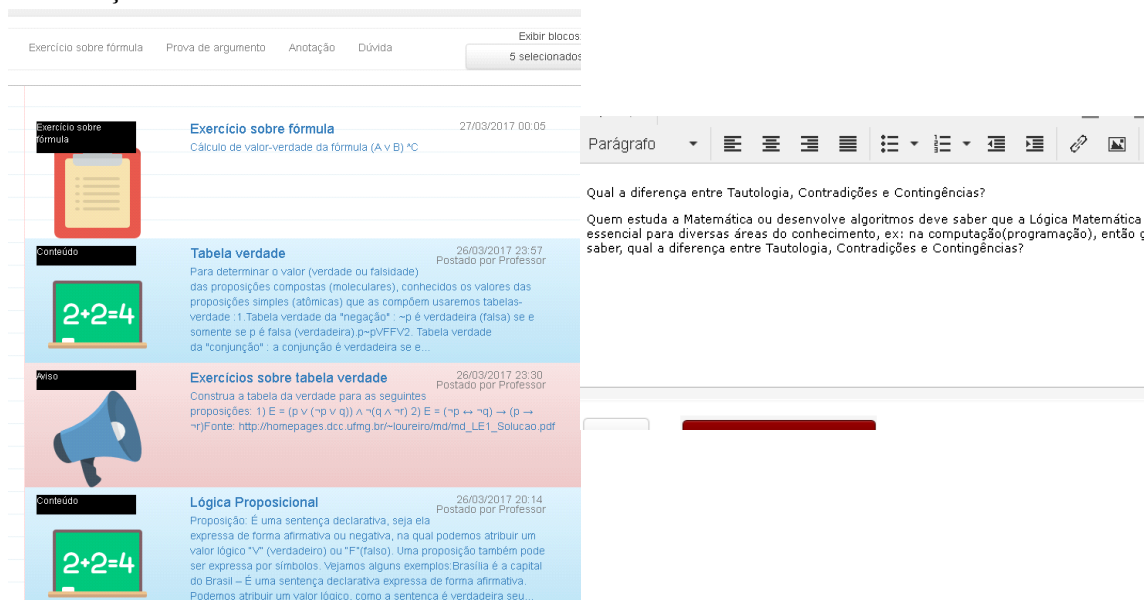 Exibir blocos:
Exercício sobre fórmula Prova de argumento Anotação Dúvida
5 selecionados
Exercício sobre
fórmula
Exercício sobre fórmula 27/03/2017 00:05
Cálculo de valor-verdade da fórmula (A v B) ^C
Conteúdo
2+2=4
Tabela verdade 26/03/2017 23:57
Postado por Professor
Para determinar o valor (verdade ou falsidade)
das proposições compostas (moleculares), conhecidos os valores das
proposições simples (atômicas) que as compõem usaremos tabelas-
verdade :1.Tabela verdade da "negação" : ~p é verdadeira (falsa) se e
somente se p é falsa (verdadeira).p~pVFFV2. Tabela verdade
da "conjunção" : a conjunção é verdadeira se e...
Aviso
Exercícios sobre tabela verdade 26/03/2017 23:30
Postado por Professor
Construa a tabela da verdade para as seguintes
proposições: 1) E = (p ∨ (¬p ∨ q)) ∧ ¬(q ∧ ¬r) 2) E = (¬p ↔ ¬q) → (p →
¬r)Fonte: http://homepages.dcc.ufmg.br/~loureiro/md/md_LE1_Solucao.pdf
Conteúdo
2+2=4
Lógica Proposicional 26/03/2017 20:14
Postado por Professor
Proposição: É uma sentença declarativa, seja ela
expressa de forma afirmativa ou negativa, na qual podemos atribuir um
valor lógico "V" (verdadeiro) ou "F"(falso). Uma proposição também pode
ser expressa por símbolos. Vejamos alguns exemplos:Brasília é a capital
do Brasil – É uma sentença declarativa expressa de forma afirmativa.
Podemos atribuir um valor lógico, como a sentença é verdadeira seu...
Parágrafo
Qual a diferença entre Tautologia, Contradições e Contingências?
Quem estuda a Matemática ou desenvolve algoritmos deve saber que a Lógica Matemática
essencial para diversas áreas do conhecimento, ex: na computação(programação), então g
saber, qual a diferença entre Tautologia, Contradições e Contingências?